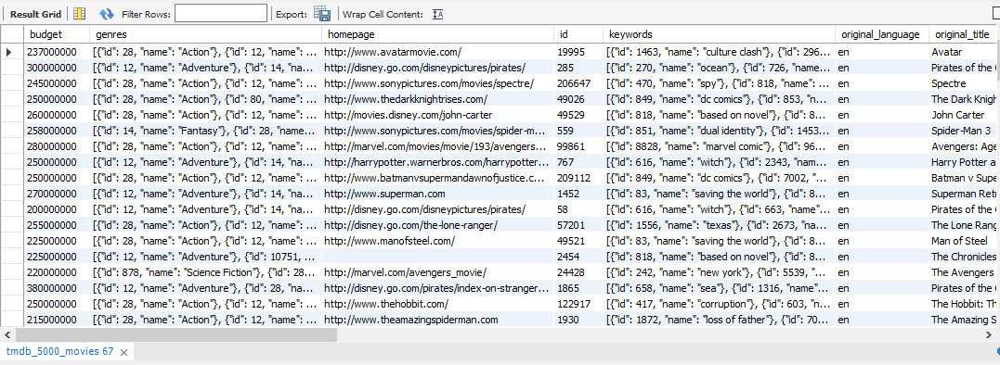 Result Grid Filter Rows: Export: Wrap Cell Content:
budget genres homepage id keywords original_language original_title
237000000 [{"id": 28, "name": "Action"}, {"id": 12, "name... http://www.avatarmovie.com/ 19995 [{"id": 1463, "name": "culture clash"}, {"id": 296... en Avatar
300000000 [{"id": 12, "name": "Adventure"}, {"id": 14, "na... http://disney.go.com/disneypictures/pirates/ 285 [{"id": 270, "name": "ocean"}, {"id": 726, "name... en Pirates of the C
245000000 [{"id": 28, "name": "Action"}, {"id": 12, "name... http://www.sonypictures.com/movies/spectre/ 206647 [{"id": 470, "name": "spy"}, {"id": 818, "name":... en Spectre
250000000 [{"id": 28, "name": "Action"}, {"id": 80, "name... http://www.thedarkknightrises.com/ 49026 [{"id": 849, "name": "dc comics"}, {"id": 853, "n... en The Dark Knigh
260000000 [{"id": 28, "name": "Action"}, {"id": 12, "name... http://movies.disney.com/john-carter 49529 [{"id": 818, "name": "based on novel"}, {"id": 8... en John Carter
258000000 [{"id": 14, "name": "Fantasy"}, {"id": 28, "nam... http://www.sonypictures.com/movies/spider-m... 559 [{"id": 851, "name": "dual identity"}, {"id": 1453... en Spider-Man 3
280000000 [{"id": 28, "name": "Action"}, {"id": 12, "name... http://marvel.com/movies/movie/193/avengers... 99861 [{"id": 8828, "name": "marvel comic"}, {"id": 96... en Avengers: Age
250000000 [{"id": 12, "name": "Adventure"}, {"id": 14, "na... http://harrypotter.warnerbros.com/harrypotter... 767 [{"id": 616, "name": "witch"}, {"id": 2343, "nam... en Harry Potter a
250000000 [{"id": 28, "name": "Action"}, {"id": 12, "name... http://www.batmanvsupermandawnofjustice.c... 209112 [{"id": 849, "name": "dc comics"}, {"id": 7002, "... en Batman v Supe
270000000 [{"id": 12, "name": "Adventure"}, {"id": 14, "na... http://www.superman.com 1452 [{"id": 83, "name": "saving the world"}, {"id": 8... en Superman Ret
200000000 [{"id": 12, "name": "Adventure"}, {"id": 14, "na... http://disney.go.com/disneypictures/pirates/ 58 [{"id": 616, "name": "witch"}, {"id": 663, "name... en Pirates of the C
255000000 [{"id": 28, "name": "Action"}, {"id": 12, "name... http://disney.go.com/the-lone-ranger/ 57201 [{"id": 1556, "name": "texas"}, {"id": 2673, "na... en The Lone Rang
225000000 [{"id": 28, "name": "Action"}, {"id": 12, "name... http://www.manofsteel.com/ 49521 [{"id": 83, "name": "saving the world"}, {"id": 8... en Man of Steel
225000000 [{"id": 12, "name": "Adventure"}, {"id": 10751, ... 2454 [{"id": 818, "name": "based on novel"}, {"id": 8... en The Chronicles
220000000 [{"id": 878, "name": "Science Fiction"}, {"id": 28... http://marvel.com/avengers_movie/ 24428 [{"id": 242, "name": "new york"}, {"id": 5539, "... en The Avengers
380000000 [{"id": 12, "name": "Adventure"}, {"id": 28, "na... http://disney.go.com/pirates/index-on-stranger... 1865 [{"id": 658, "name": "sea"}, {"id": 1316, "name"... en Pirates of the C
250000000 [{"id": 28, "name": "Action"}, {"id": 12, "name... http://www.thehobbit.com/ 122917 [{"id": 417, "name": "corruption"}, {"id": 603, "n... en The Hobbit: Th
215000000 [{"id": 28, "name": "Action"}, {"id": 12, "name... http://www.theamazingspiderman.com 1930 [{"id": 1872, "name": "loss of father"}, {"id": 70... en The Amazing S
tmdb_5000_movies 67